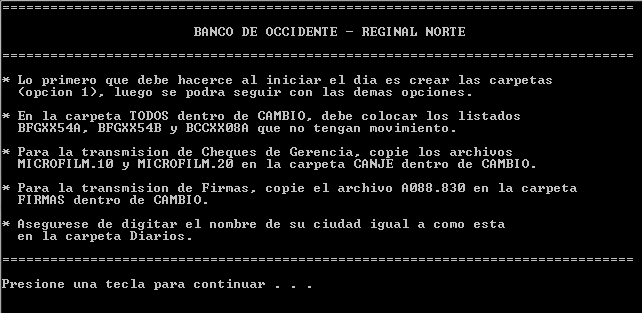 ===============================================================================
BANCO DE OCCIDENTE - REGINAL NORTE
===============================================================================
* Lo primero que debe hacerce al iniciar el dia es crear las carpetas
(opcion 1), luego se podra seguir con las demas opciones.
* En la carpeta TODOS dentro de CAMBIO, debe colocar los listados
BFGXX54A, BFGXX54B y BCCXX08A que no tengan movimiento.
* Para la transmision de Cheques de Gerencia, copie los archivos
MICROFILM.10 y MICROFILM.20 en la carpeta CANJE dentro de CAMBIO.
* Para la transmision de Firmas, copie el archivo A088.830 en la carpeta
FIRMAS dentro de CAMBIO.
* Asegurese de digitar el nombre de su ciudad igual a como esta
en la carpeta Diarios.
===============================================================================
Presione una tecla para continuar . . .